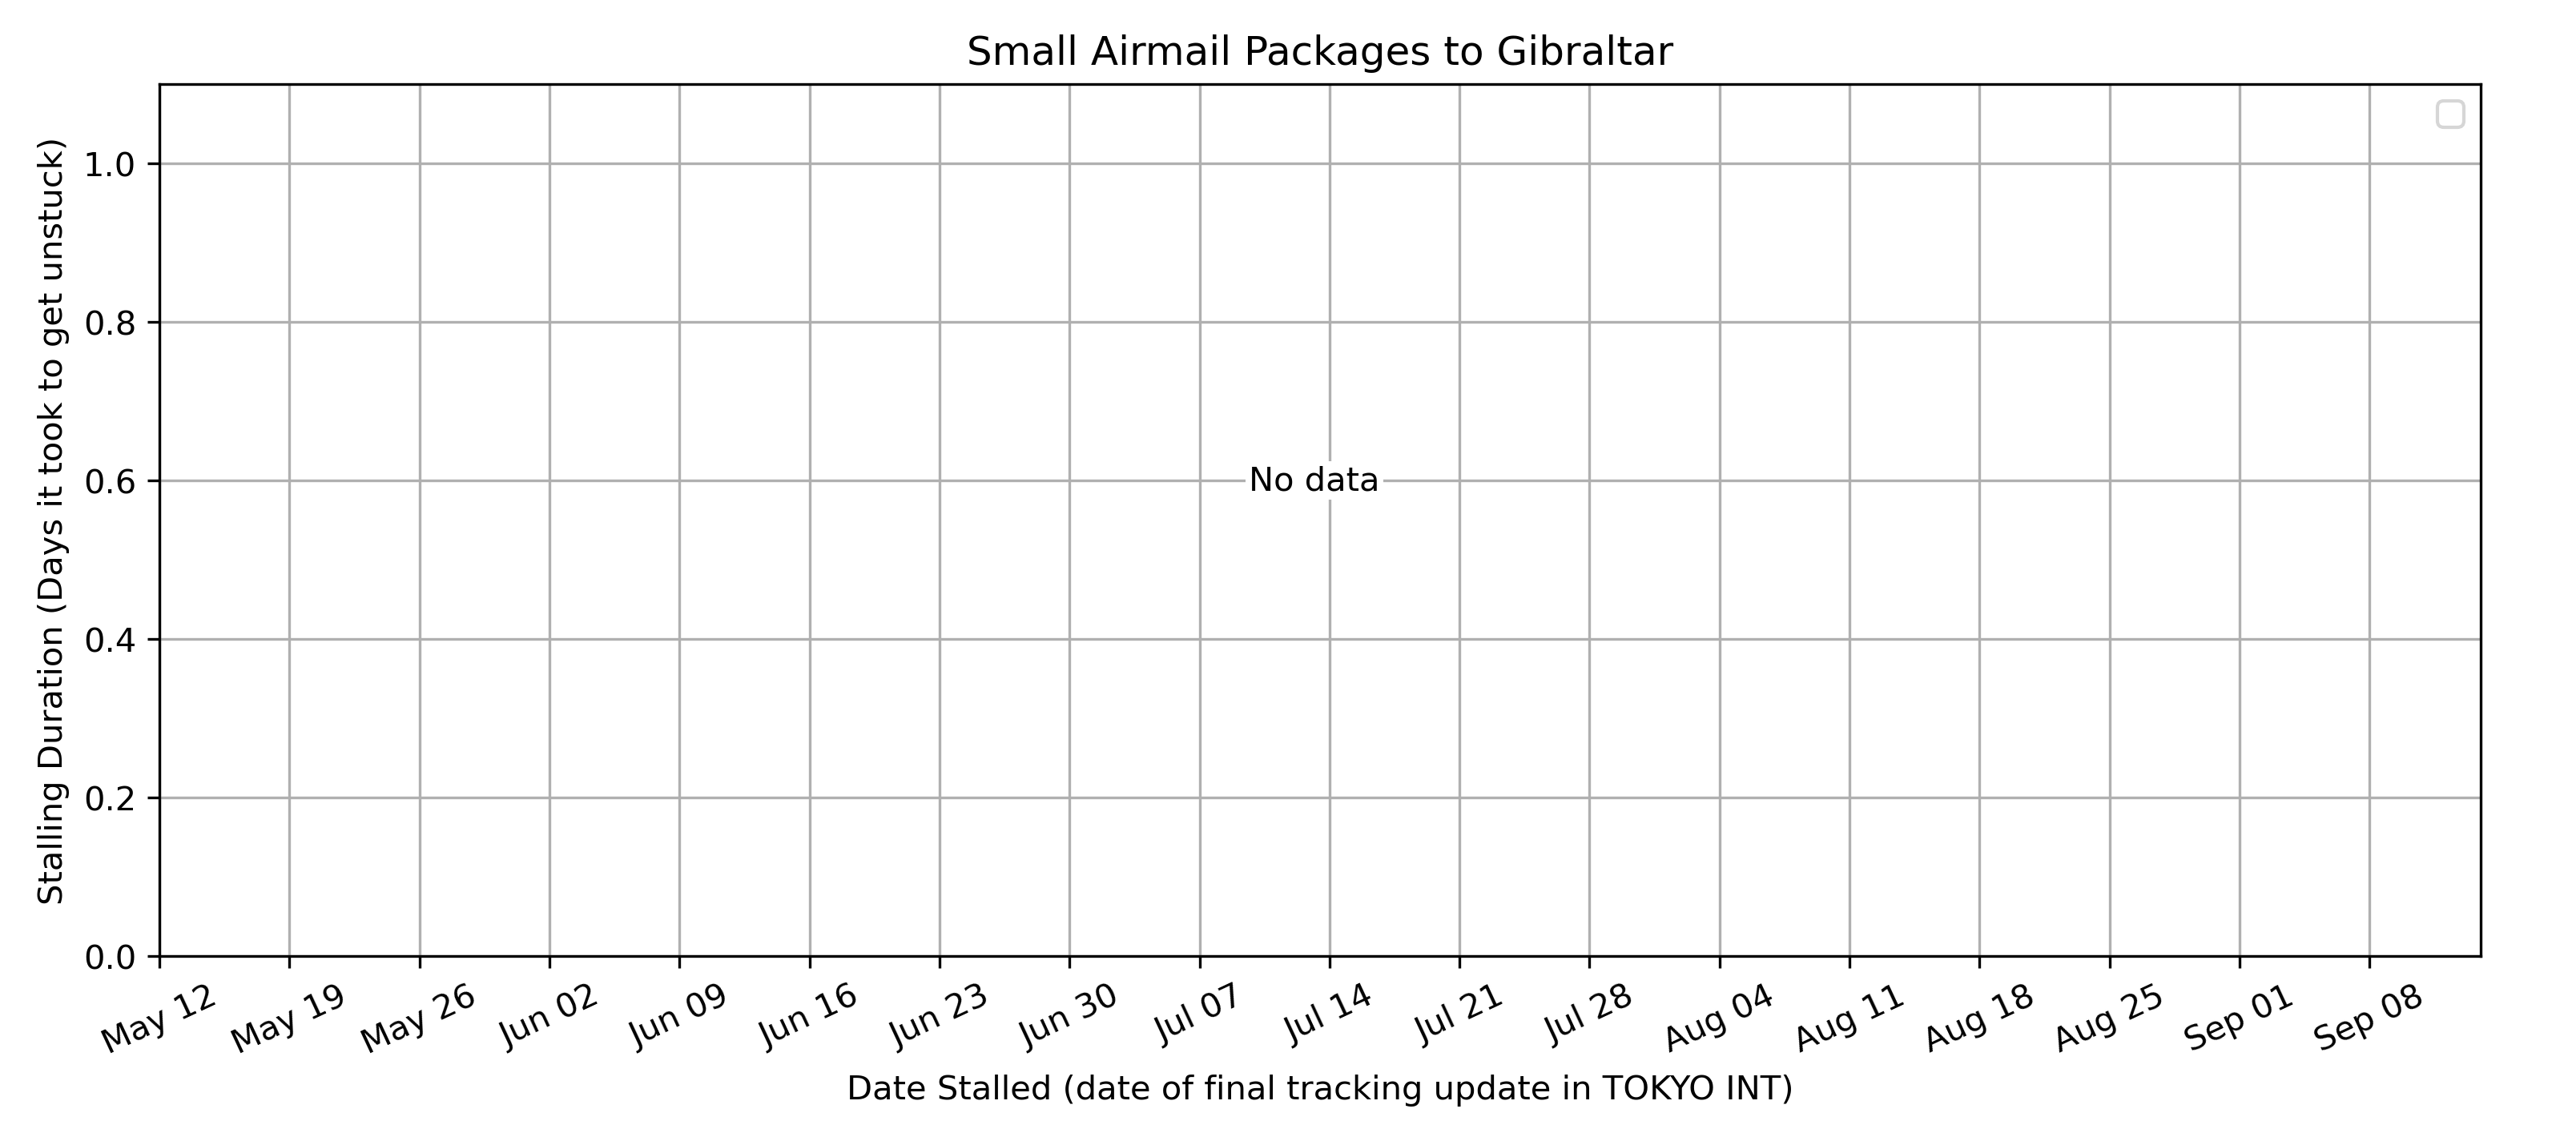 Small Airmail Packages to Gibraltar
Stalling Duration (Days it took to get unstuck)
1.0
0.8
0.6
0.4
0.2
0.0
No data
May 12
May 19
May 26
Jun 02
Jun 09
Jun 16
Jun 23
Jun 30
Jul 07
Jul 14
Jul 21
Jul 28
Aug 04
Aug 11
Aug 18
Aug 25
Sep 01
Sep 08
Date Stalled (date of final tracking update in TOKYO INT)